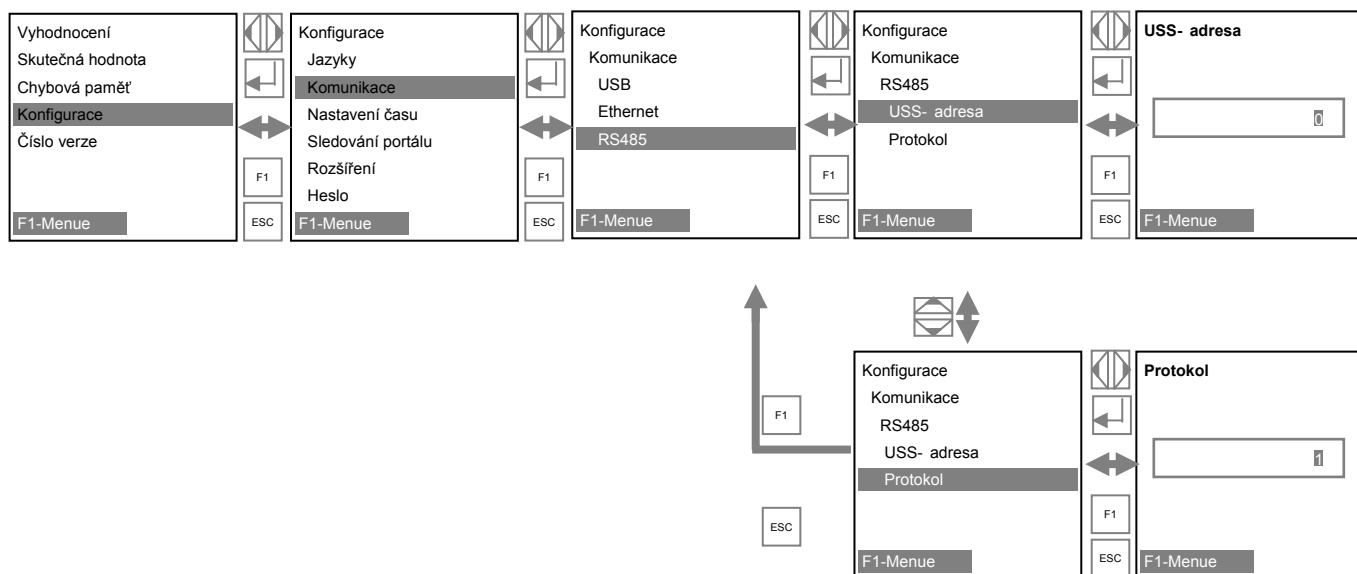 Vyhodnocení
Skutečná hodnota
Chybová paměť
Konfigurace
Číslo verze
F1-Menue
F1
ESC
Konfigurace
Jazyky
Komunikace
Nastavení času
Sledování portálu
Rozšíření
Heslo
F1-Menue
F1
ESC
Konfigurace
Komunikace
USB
Ethernet
RS485
F1-Menue
F1
ESC
Konfigurace
Komunikace
RS485
USS- adresa
Protokol
F1-Menue
F1
ESC
USS- adresa
0
F1-Menue
F1
ESC
Konfigurace
Komunikace
RS485
USS- adresa
Protokol
F1-Menue
F1
ESC
Protokol
1
F1-Menue